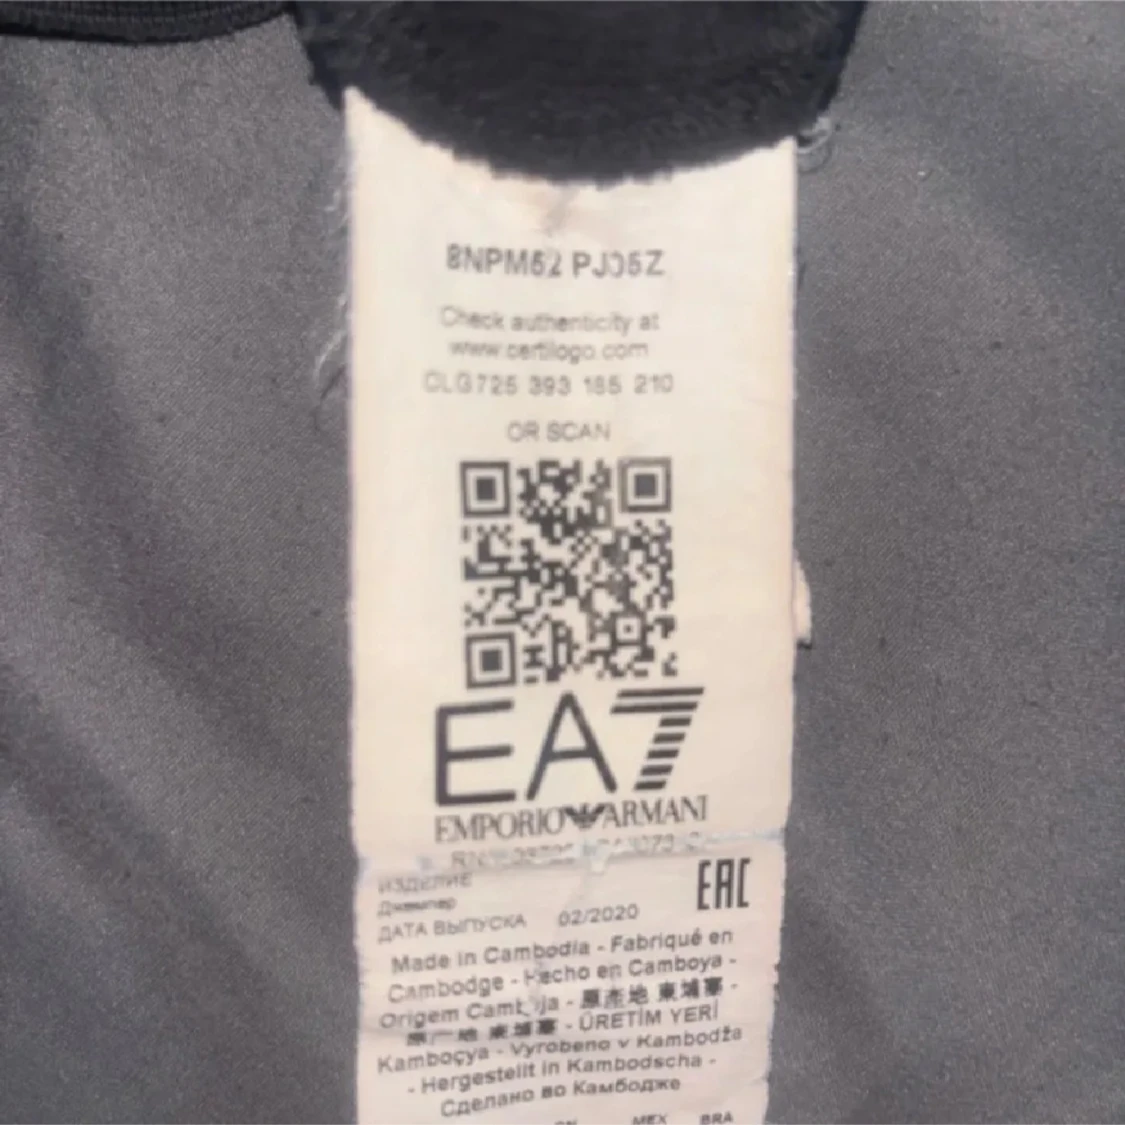 8NPM52 PJ05Z
Check authenticity at
www.certilogo.com
CLG725 393 185 210
OR SCAN
EA7
EMPORIO ARMANI
ИЗДЕЛИЕ
Джемпер
EAC
ДАТА ВЫПУСКА 02/2020
Made in Cambodia - Fabriqué en
Cambodge - Hecho en Camboya -
Origem Camboja - 原產地 柬埔寨 -
原产地 柬埔寨 - ÜRETİM YERİ
Kamboçya - Vyrobeno v Kambodža
- Hergestellt in Kambodscha -
Сделано во Камбодже
MEX BRA